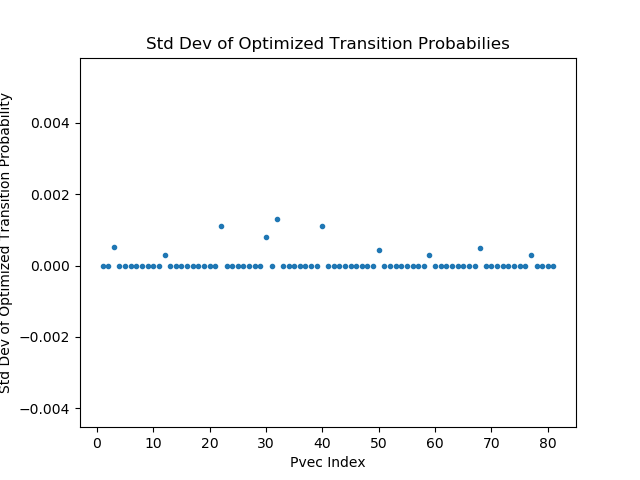 Std Dev of Optimized Transition Probabilies
Std Dev of Optimized Transition Probability
0.004
0.002
0.000
−0.002
−0.004
0 10 20 30 40 50 60 70 80
Pvec Index